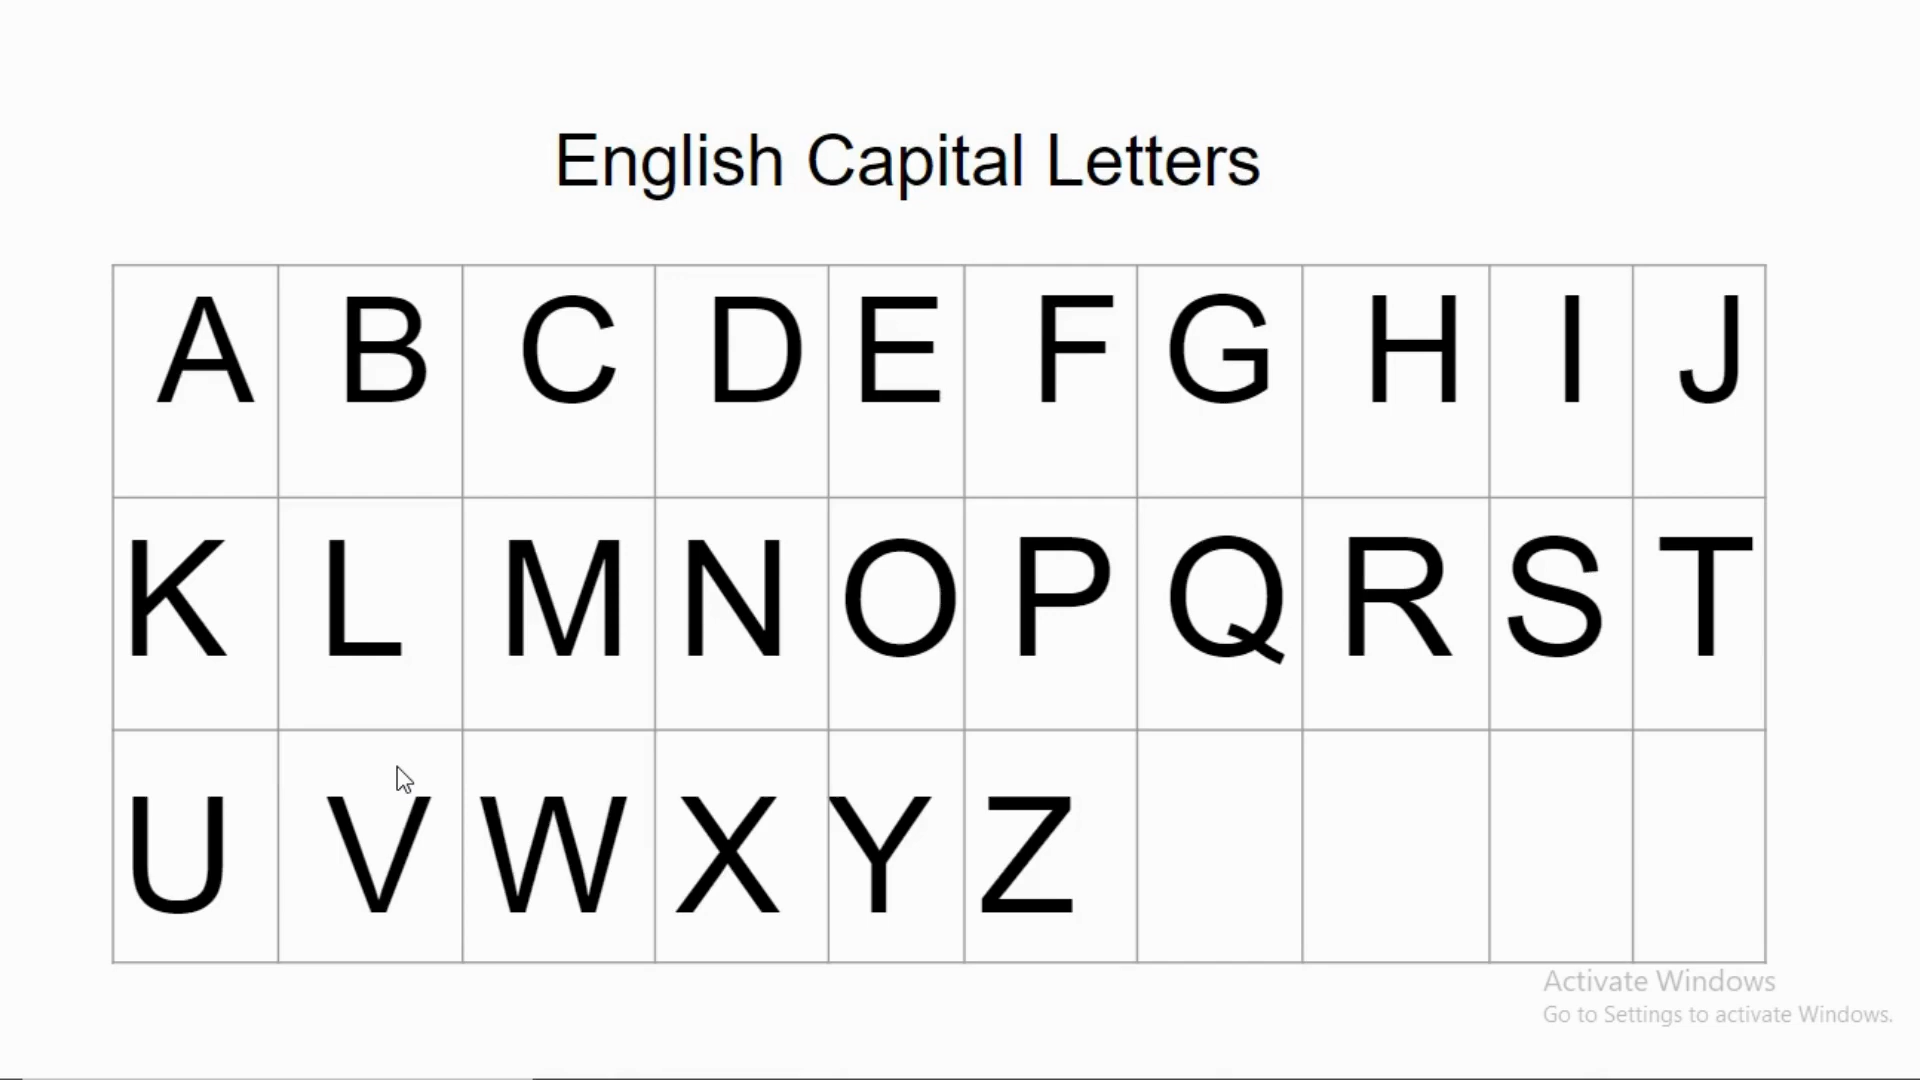 English Capital Letters
A B C D E F G H I J
K L M N O P Q R S T
U V W X Y Z
Activate Windows
Go to Settings to activate Windows.